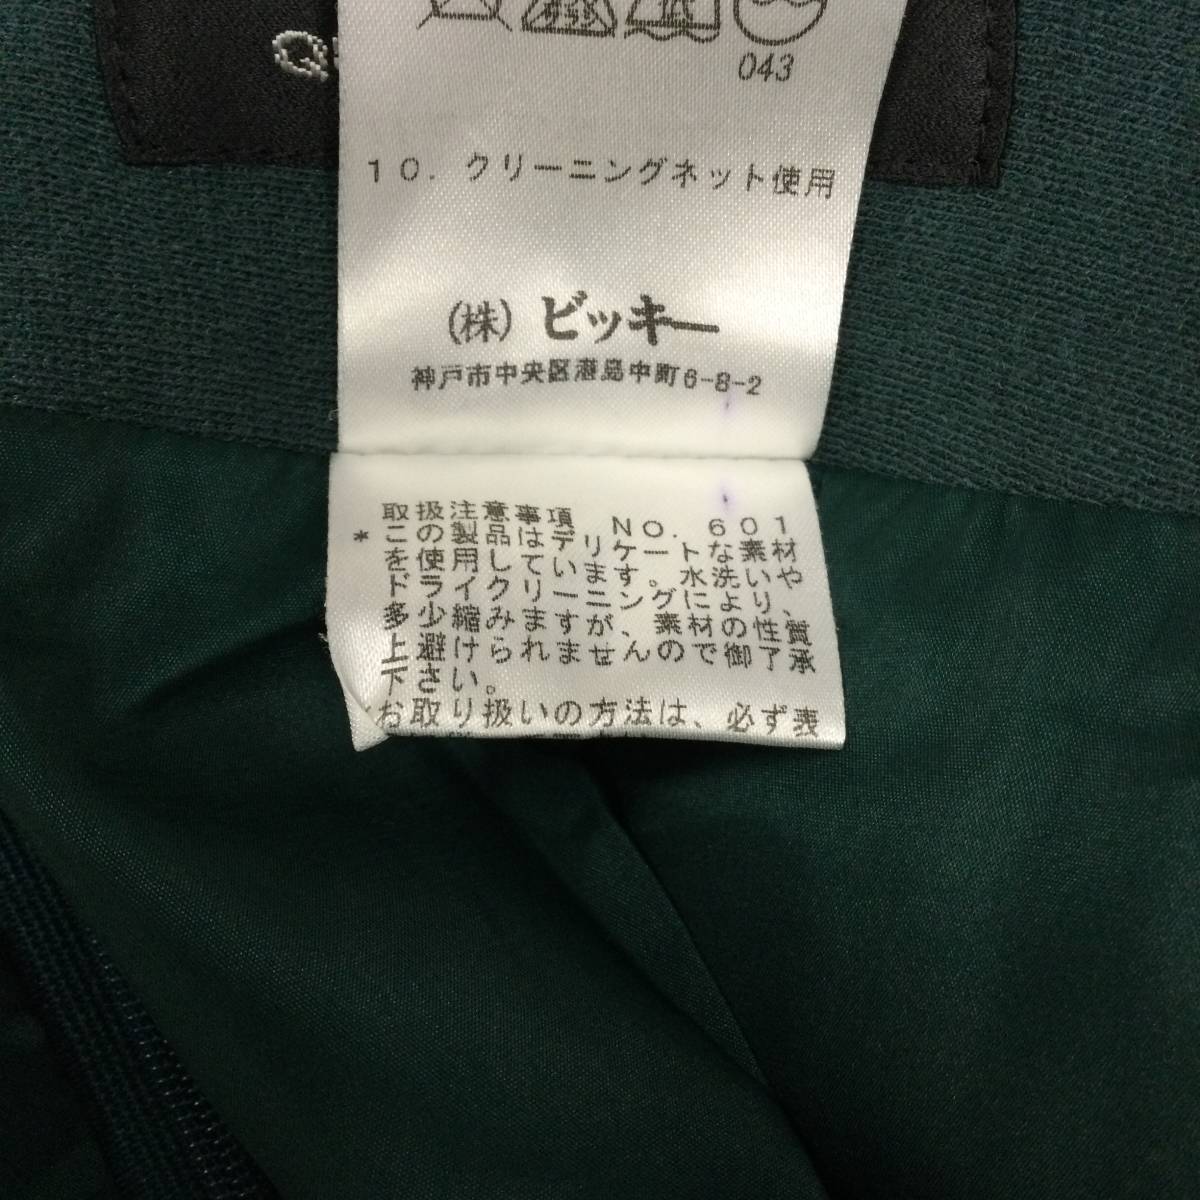 043
10. クリーニングネット使用
(株) ビッキー
神戸市中央区港島中町6-8-2
取扱注意事項 NO. 601
*この製品はデリケートな素材
を使用しています。水洗いや
ドライクリーニングにより、
多少縮みますが、素材の性質
上避けられませんので御了承
下さい。
お取り扱いの方法は、必ず表